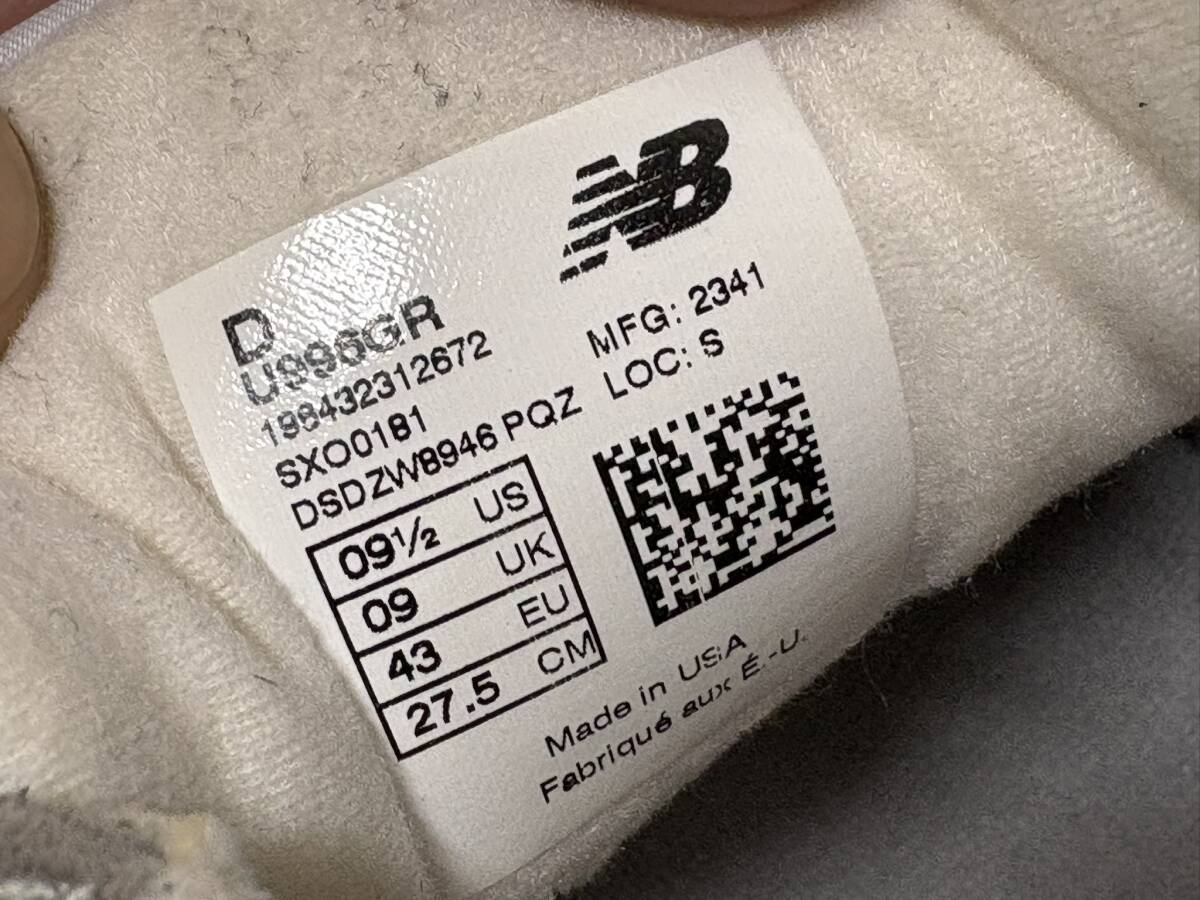 NB
D
U996GR
198432312672
SXO0181
DSDZW8946 PQZ
MFG: 2341
LOC: S
09½ US
09 UK
43 EU
27.5 CM
Made in USA
Fabriqué aux É.-U.